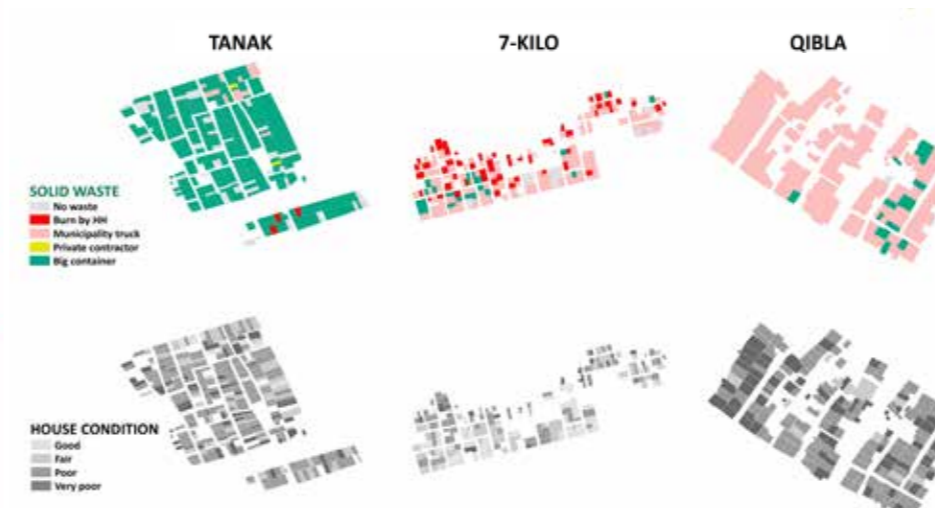 TANAK
7-KILO
QIBLA
SOLID WASTE
No waste
Burn by HH
Municipality truck
Private contractor
Big container
HOUSE CONDITION
Good
Fair
Poor
Very poor